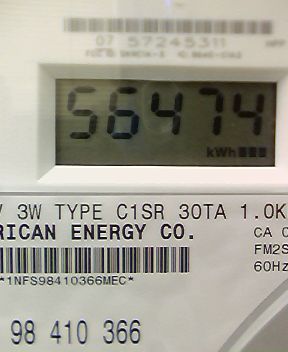 07 57245311
56474
kWh
V 3W TYPE C1SR 30TA 1.0K
RICAN ENERGY CO.
CA 0
FM2S
60Hz
*1NFS98410366MEC*
98 410 366